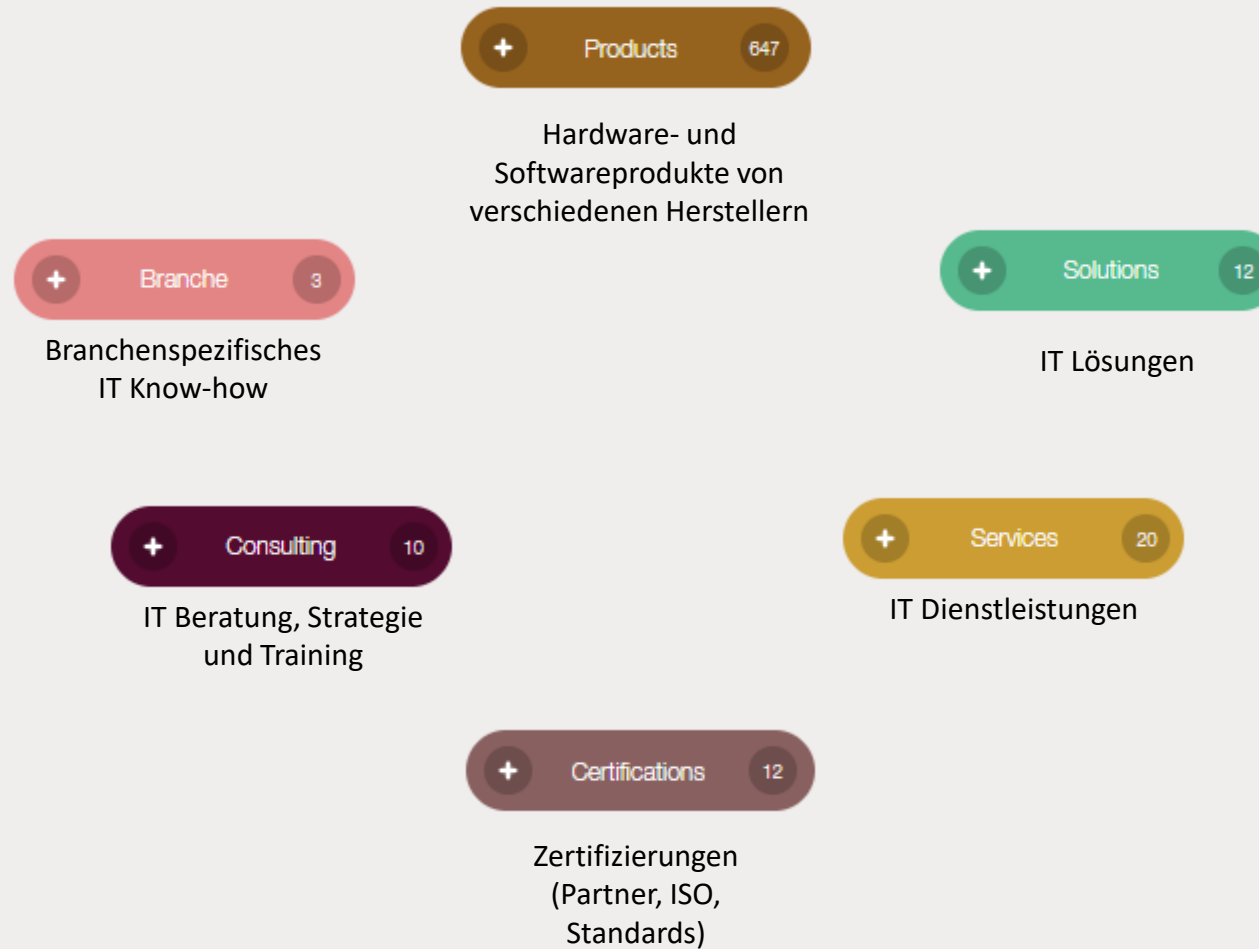 + Products 647
Hardware- und
Softwareprodukte von
verschiedenen Herstellern
+ Branche 3
Branchenspezifisches
IT Know-how
+ Solutions 12
IT Lösungen
+ Consulting 10
IT Beratung, Strategie
und Training
+ Services 20
IT Dienstleistungen
+ Certifications 12
Zertifizierungen
(Partner, ISO,
Standards)